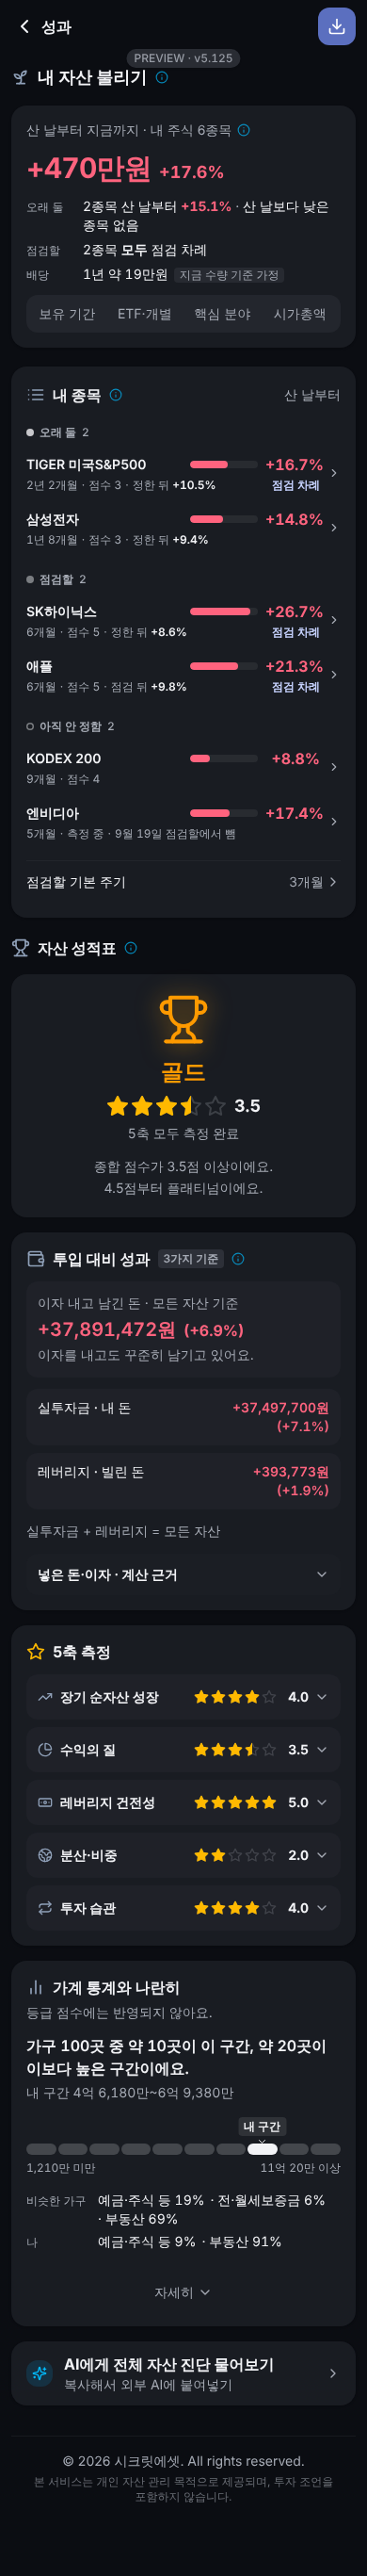 성과
PREVIEW · v5.125
내 자산 불리기
산 날부터 지금까지 · 내 주식 6종목
+470만원 +17.6%
오래 둘 2종목 산 날부터 +15.1% · 산 날보다 낮은
종목 없음
점검할 2종목 모두 점검 차례
배당 1년 약 19만원 지금 수량 기준 가정
보유 기간 ETF·개별 핵심 분야 시가총액
내 종목 산 날부터
오래 둘 2
TIGER 미국S&P500 +16.7%
2년 2개월 · 점수 3 · 정한 뒤 +10.5% 점검 차례
삼성전자 +14.8%
1년 8개월 · 점수 3 · 정한 뒤 +9.4%
점검할 2
SK하이닉스 +26.7%
6개월 · 점수 5 · 정한 뒤 +8.6% 점검 차례
애플 +21.3%
6개월 · 점수 5 · 점검 뒤 +9.8% 점검 차례
아직 안 정함 2
KODEX 200 +8.8%
9개월 · 점수 4
엔비디아 +17.4%
5개월 · 측정 중 · 9월 19일 점검할에서 뺌
점검할 기본 주기 3개월
자산 성적표
골드
3.5
5축 모두 측정 완료
종합 점수가 3.5점 이상이에요.
4.5점부터 플래티넘이에요.
투입 대비 성과 3가지 기준
이자 내고 남긴 돈 · 모든 자산 기준
+37,891,472원 (+6.9%)
이자를 내고도 꾸준히 남기고 있어요.
실투자금 · 내 돈 +37,497,700원
(+7.1%)
레버리지 · 빌린 돈 +393,773원
(+1.9%)
실투자금 + 레버리지 = 모든 자산
넣은 돈·이자 · 계산 근거
5축 측정
장기 순자산 성장 4.0
수익의 질 3.5
레버리지 건전성 5.0
분산·비중 2.0
투자 습관 4.0
가계 통계와 나란히
등급 점수에는 반영되지 않아요.
가구 100곳 중 약 10곳이 이 구간, 약 20곳이
이보다 높은 구간이에요.
내 구간 4억 6,180만~6억 9,380만
내 구간
1,210만 미만 11억 20만 이상
비슷한 가구 예금·주식 등 19% · 전·월세보증금 6%
· 부동산 69%
나 예금·주식 등 9% · 부동산 91%
자세히
AI에게 전체 자산 진단 물어보기
복사해서 외부 AI에 붙여넣기
© 2026 시크릿에셋. All rights reserved.
본 서비스는 개인 자산 관리 목적으로 제공되며, 투자 조언을
포함하지 않습니다.